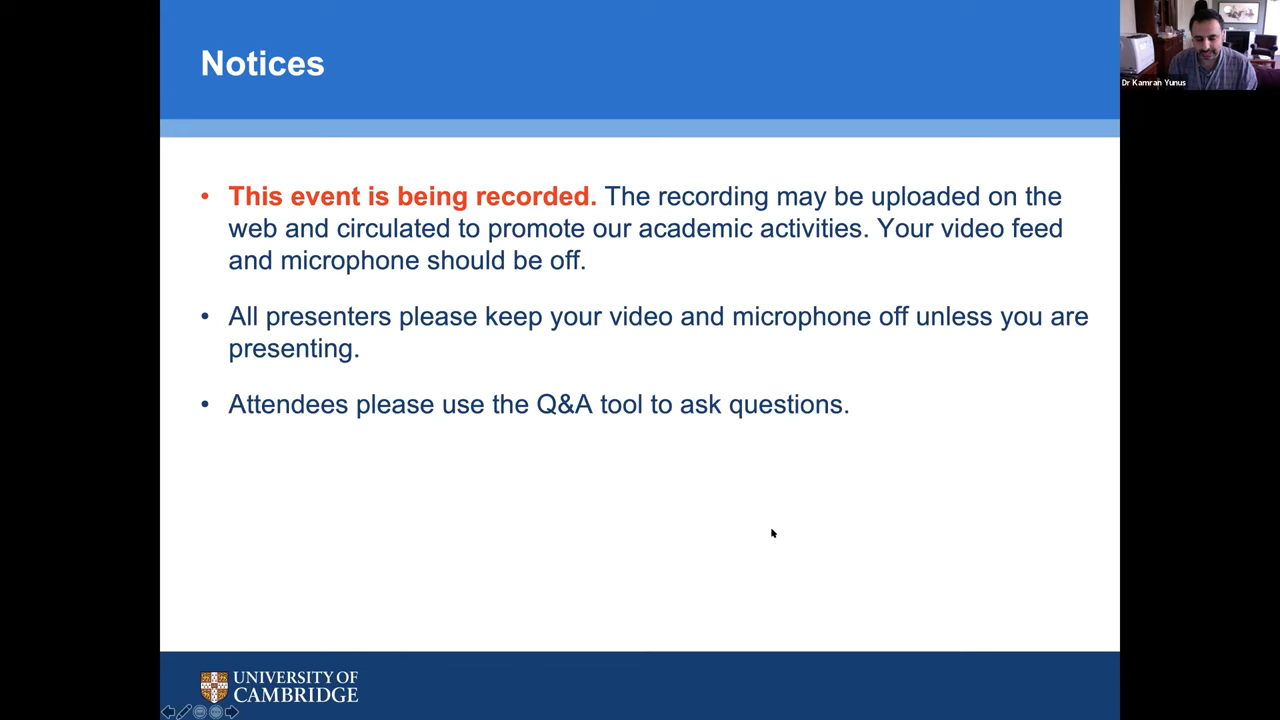 Notices
Dr Kamran Yunus
• This event is being recorded. The recording may be uploaded on the
web and circulated to promote our academic activities. Your video feed
and microphone should be off.
• All presenters please keep your video and microphone off unless you are
presenting.
• Attendees please use the Q&A tool to ask questions.
UNIVERSITY OF
CAMBRIDGE